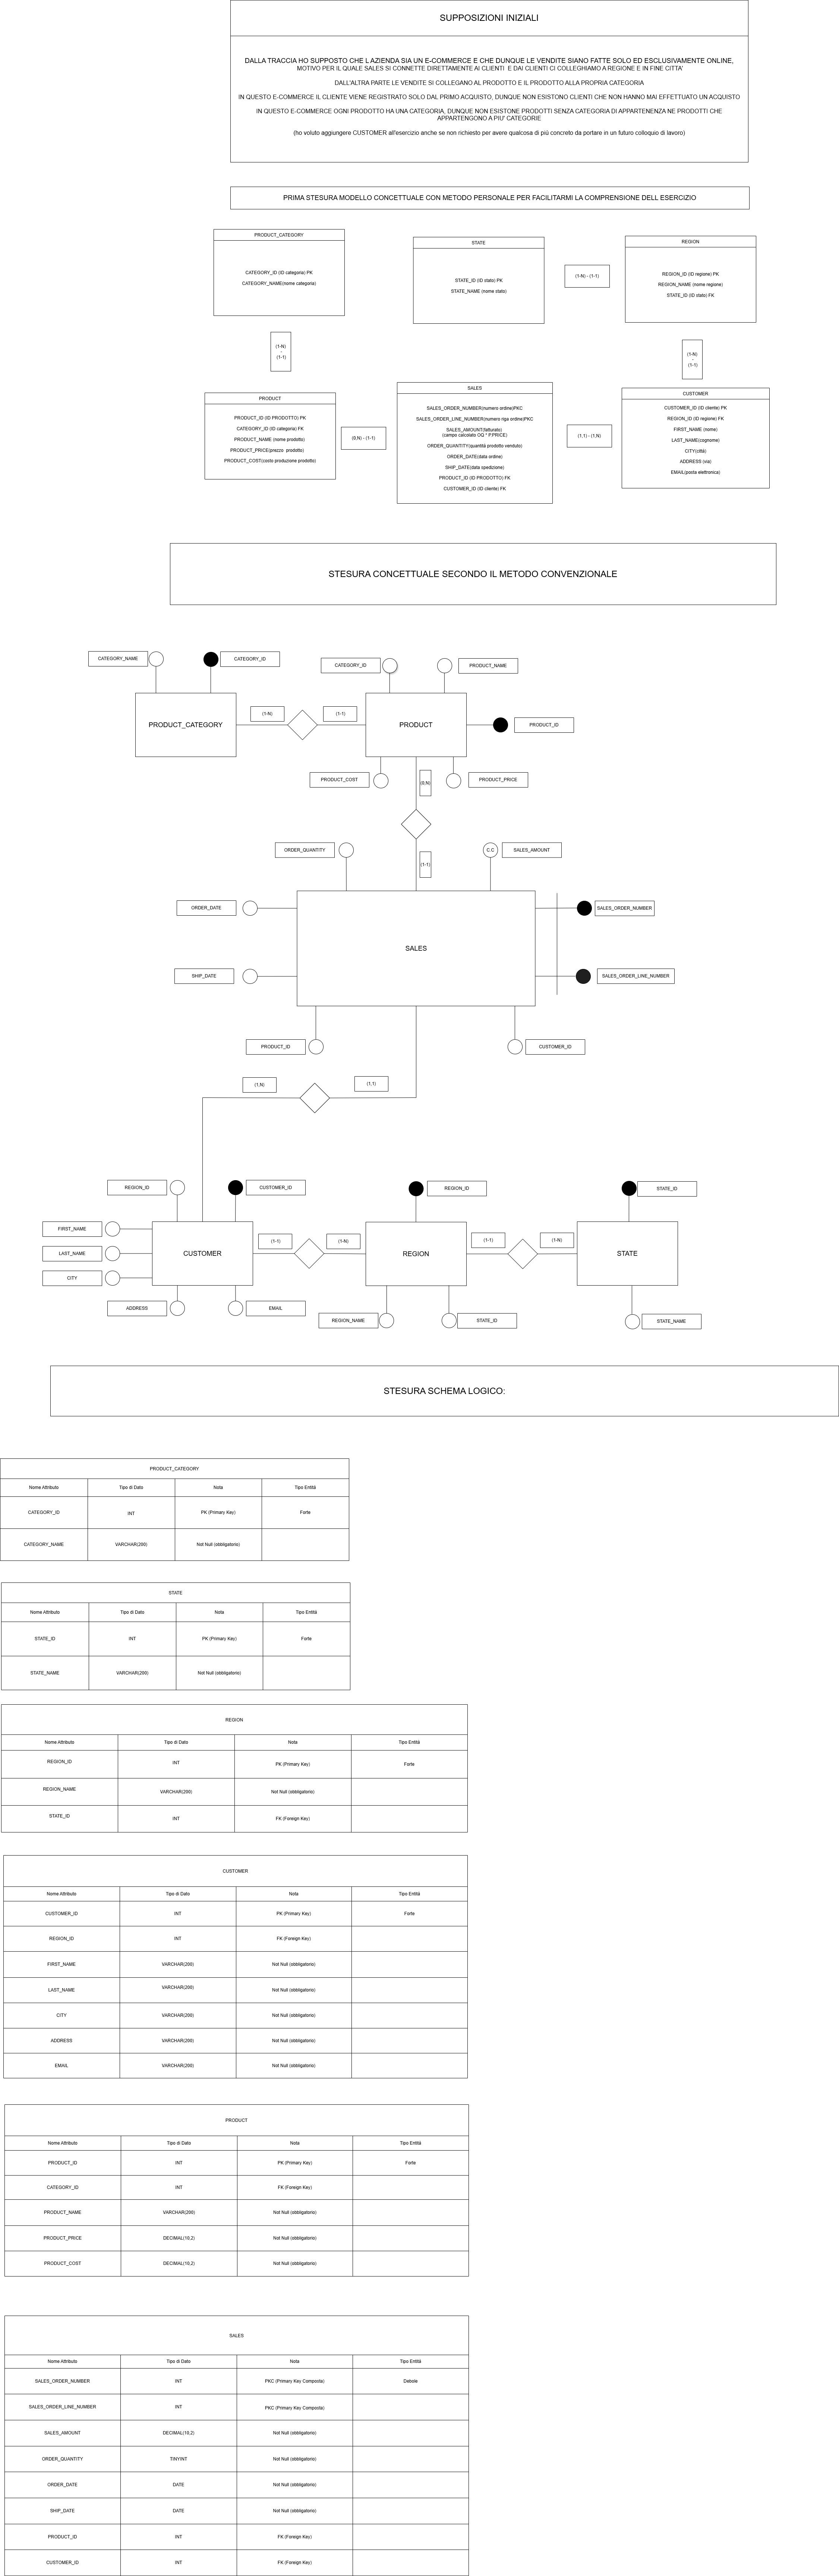 SUPPOSIZIONI INIZIALI
DALLA TRACCIA HO SUPPOSTO CHE L AZIENDA SIA UN E-COMMERCE E CHE DUNQUE LE VENDITE SIANO FATTE SOLO ED ESCLUSIVAMENTE ONLINE,
MOTIVO PER IL QUALE SALES SI CONNETTE DIRETTAMENTE AI CLIENTI E DAI CLIENTI CI COLLEGHIAMO A REGIONE E IN FINE CITTA'
DALL'ALTRA PARTE LE VENDITE SI COLLEGANO AL PRODOTTO E IL PRODOTTO ALLA PROPRIA CATEGORIA
IN QUESTO E-COMMERCE IL CLIENTE VIENE REGISTRATO SOLO DAL PRIMO ACQUISTO, DUNQUE NON ESISTONO CLIENTI CHE NON HANNO MAI EFFETTUATO UN ACQUISTO
IN QUESTO E-COMMERCE OGNI PRODOTTO HA UNA CATEGORIA, DUNQUE NON ESISTONE PRODOTTI SENZA CATEGORIA DI APPARTENENZA NE PRODOTTI CHE
APPARTENGONO A PIU' CATEGORIE
(ho voluto aggiungere CUSTOMER all'esercizio anche se non richiesto per avere qualcosa di più concreto da portare in un futuro colloquio di lavoro)
PRIMA STESURA MODELLO CONCETTUALE CON METODO PERSONALE PER FACILITARMI LA COMPRENSIONE DELL ESERCIZIO
PRODUCT_CATEGORY
CATEGORY_ID (ID categoria) PK
CATEGORY_NAME(nome categoria)
STATE
STATE_ID (ID stato) PK
STATE_NAME (nome stato)
(1-N) - (1-1)
REGION
REGION_ID (ID regione) PK
REGION_NAME (nome regione)
STATE_ID (ID stato) FK
(1-N)
-
(1-1)
(1-N)
-
(1-1)
PRODUCT
PRODUCT_ID (ID PRODOTTO) PK
CATEGORY_ID (ID categoria) FK
PRODUCT_NAME (nome prodotto)
PRODUCT_PRICE(prezzo prodotto)
PRODUCT_COST(costo produzione prodotto)
(0,N) - (1-1)
SALES
SALES_ORDER_NUMBER(numero ordine)PKC
SALES_ORDER_LINE_NUMBER(numero riga ordine)PKC
SALES_AMOUNT(fatturato)
(campo calcolato OQ * P.PRICE)
ORDER_QUANTITY(quantità prodotto venduto)
ORDER_DATE(data ordine)
SHIP_DATE(data spedizione)
PRODUCT_ID (ID PRODOTTO) FK
CUSTOMER_ID (ID cliente) FK
(1,1) - (1,N)
CUSTOMER
CUSTOMER_ID (ID cliente) PK
REGION_ID (ID regione) FK
FIRST_NAME (nome)
LAST_NAME(cognome)
CITY(città)
ADDRESS (via)
EMAIL(posta elettronica)
STESURA CONCETTUALE SECONDO IL METODO CONVENZIONALE
CATEGORY_NAME
CATEGORY_ID
CATEGORY_ID
PRODUCT_NAME
PRODUCT_CATEGORY
(1-N)
(1-1)
PRODUCT
PRODUCT_ID
PRODUCT_COST
(0,N)
PRODUCT_PRICE
ORDER_QUANTITY
(1-1)
C.C
SALES_AMOUNT
ORDER_DATE
SALES_ORDER_NUMBER
SALES
SHIP_DATE
SALES_ORDER_LINE_NUMBER
PRODUCT_ID
CUSTOMER_ID
(1,N)
(1,1)
REGION_ID
CUSTOMER_ID
REGION_ID
STATE_ID
FIRST_NAME
LAST_NAME
CITY
CUSTOMER
(1-1)
(1-N)
REGION
(1-1)
(1-N)
STATE
ADDRESS
EMAIL
REGION_NAME
STATE_ID
STATE_NAME
STESURA SCHEMA LOGICO:
PRODUCT_CATEGORY
Nome Attributo Tipo di Dato Nota Tipo Entità
CATEGORY_ID INT PK (Primary Key) Forte
CATEGORY_NAME VARCHAR(200) Not Null (obbligatorio)
STATE
Nome Attributo Tipo di Dato Nota Tipo Entità
STATE_ID INT PK (Primary Key) Forte
STATE_NAME VARCHAR(200) Not Null (obbligatorio)
REGION
Nome Attributo Tipo di Dato Nota Tipo Entità
REGION_ID INT PK (Primary Key) Forte
REGION_NAME VARCHAR(200) Not Null (obbligatorio)
STATE_ID INT FK (Foreign Key)
CUSTOMER
Nome Attributo Tipo di Dato Nota Tipo Entità
CUSTOMER_ID INT PK (Primary Key) Forte
REGION_ID INT FK (Foreign Key)
FIRST_NAME VARCHAR(200) Not Null (obbligatorio)
LAST_NAME VARCHAR(200) Not Null (obbligatorio)
CITY VARCHAR(200) Not Null (obbligatorio)
ADDRESS VARCHAR(200) Not Null (obbligatorio)
EMAIL VARCHAR(200) Not Null (obbligatorio)
PRODUCT
Nome Attributo Tipo di Dato Nota Tipo Entità
PRODUCT_ID INT PK (Primary Key) Forte
CATEGORY_ID INT FK (Foreign Key)
PRODUCT_NAME VARCHAR(200) Not Null (obbligatorio)
PRODUCT_PRICE DECIMAL(10,2) Not Null (obbligatorio)
PRODUCT_COST DECIMAL(10,2) Not Null (obbligatorio)
SALES
Nome Attributo Tipo di Dato Nota Tipo Entità
SALES_ORDER_NUMBER INT PKC (Primary Key Composta) Debole
SALES_ORDER_LINE_NUMBER INT PKC (Primary Key Composta)
SALES_AMOUNT DECIMAL(10,2) Not Null (obbligatorio)
ORDER_QUANTITY TINYINT Not Null (obbligatorio)
ORDER_DATE DATE Not Null (obbligatorio)
SHIP_DATE DATE Not Null (obbligatorio)
PRODUCT_ID INT FK (Foreign Key)
CUSTOMER_ID INT FK (Foreign Key)